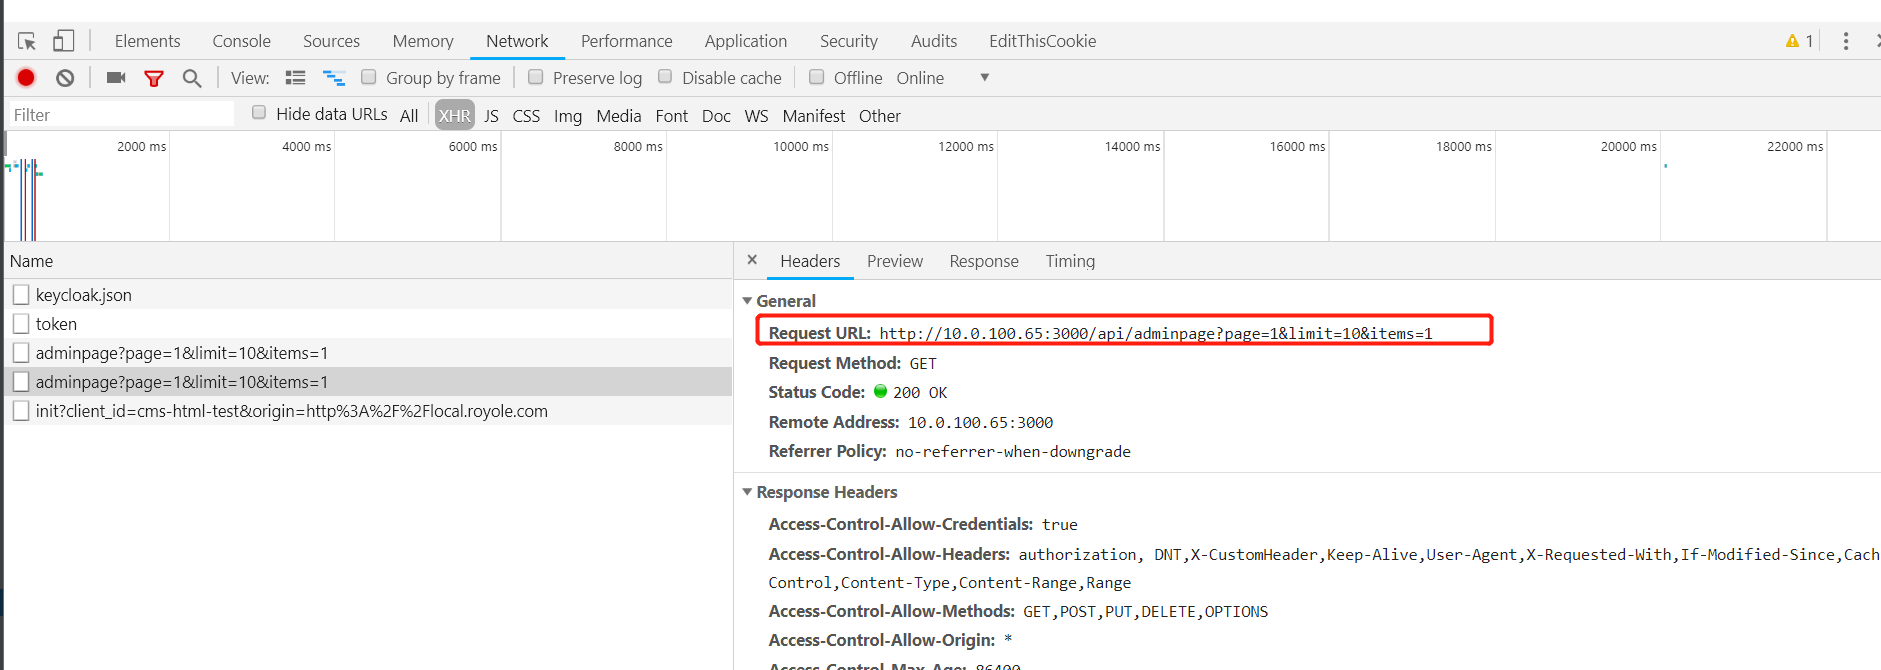 Elements Console Sources Memory Network Performance Application Security Audits EditThisCookie 1
View: Group by frame Preserve log Disable cache Offline Online
Filter Hide data URLs All XHR JS CSS Img Media Font Doc WS Manifest Other
2000 ms 4000 ms 6000 ms 8000 ms 10000 ms 12000 ms 14000 ms 16000 ms 18000 ms 20000 ms 22000 ms
Name
keycloak.json
token
adminpage?page=1&limit=10&items=1
adminpage?page=1&limit=10&items=1
init?client_id=cms-html-test&origin=http%3A%2F%2Flocal.royole.com
× Headers Preview Response Timing
General
Request URL: http://10.0.100.65:3000/api/adminpage?page=1&limit=10&items=1
Request Method: GET
Status Code: 200 OK
Remote Address: 10.0.100.65:3000
Referrer Policy: no-referrer-when-downgrade
Response Headers
Access-Control-Allow-Credentials: true
Access-Control-Allow-Headers: authorization, DNT,X-CustomHeader,Keep-Alive,User-Agent,X-Requested-With,If-Modified-Since,Cach
Control,Content-Type,Content-Range,Range
Access-Control-Allow-Methods: GET,POST,PUT,DELETE,OPTIONS
Access-Control-Allow-Origin: *
Access-Control-Max-Age: 86400